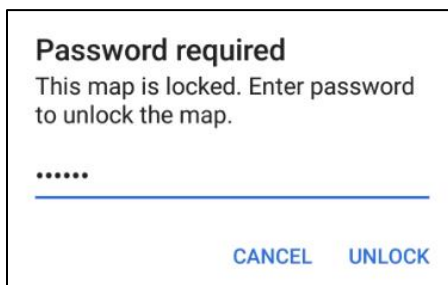 Password required
This map is locked. Enter password
to unlock the map.
••••••
CANCEL UNLOCK